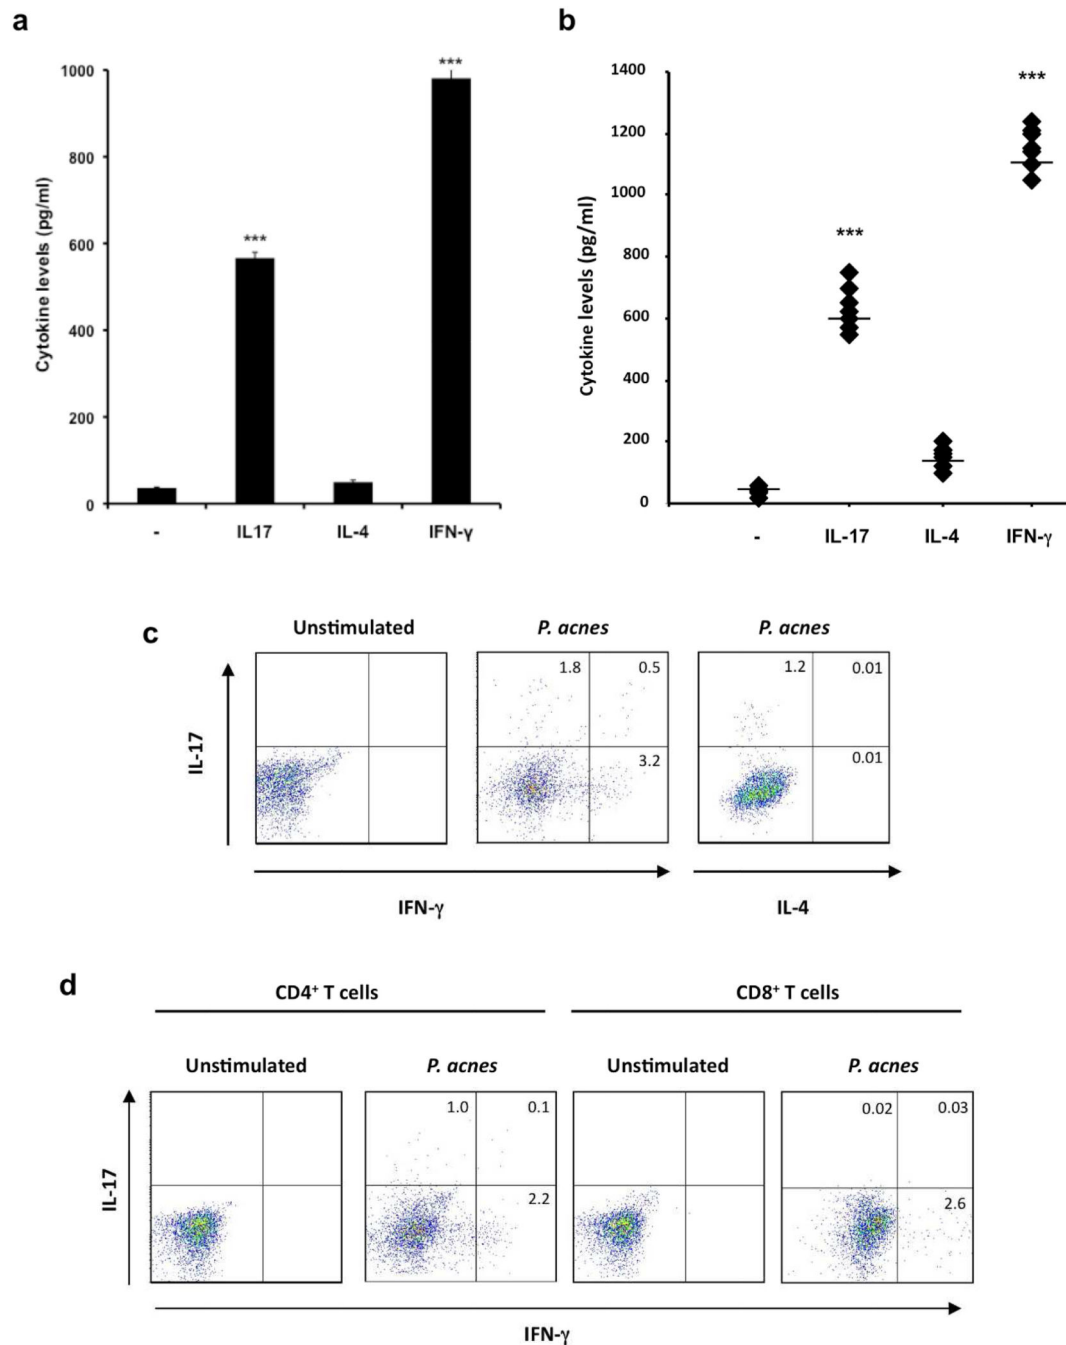 a
b
Cytokine levels (pg/ml)
1000
800
600
400
200
0
***
***
-
IL17
IL-4
IFN-γ
Cytokine levels (pg/ml)
1400
1200
1000
800
600
400
200
0
***
***
-
IL-17
IL-4
IFN-γ
c
Unstimulated
P. acnes
P. acnes
IL-17
1.8
0.5
3.2
1.2
0.01
0.01
IFN-γ
IL-4
d
CD4⁺ T cells
CD8⁺ T cells
Unstimulated
P. acnes
Unstimulated
P. acnes
IL-17
1.0
0.1
2.2
0.02
0.03
2.6
IFN-γ